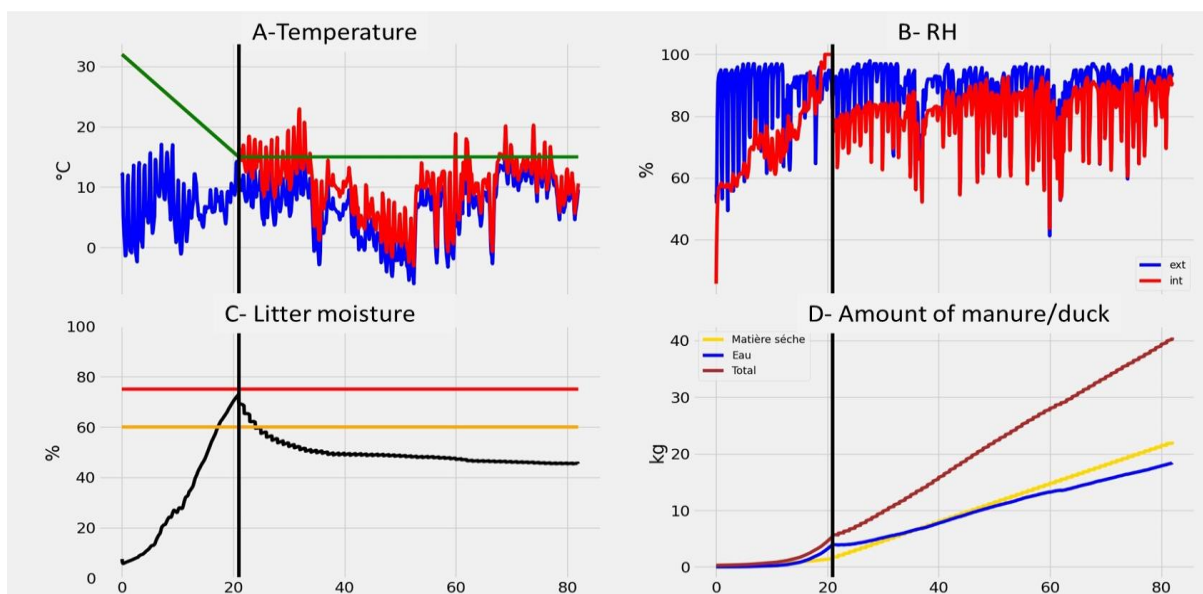 A-Temperature
30
20
10
0
°C
B- RH
100
80
60
40
%
ext
int
C- Litter moisture
100
80
60
40
20
0
%
0
20
40
60
80
D- Amount of manure/duck
Matière séche
Eau
Total
40
30
20
10
0
kg
0
20
40
60
80